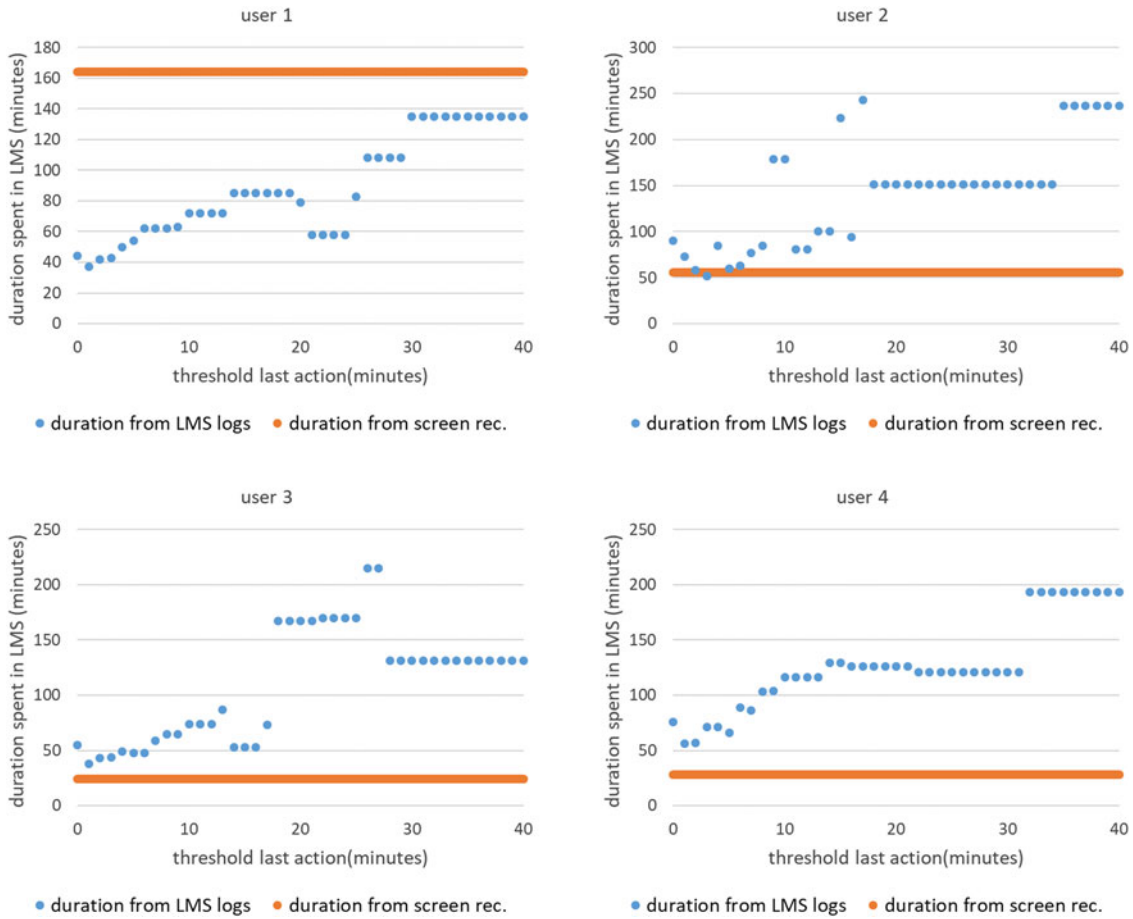 user 1
duration spent in LMS (minutes)
180
160
140
120
100
80
60
40
20
0
0 10 20 30 40
threshold last action(minutes)
duration from LMS logs duration from screen rec.
user 2
duration spent in LMS (minutes)
300
250
200
150
100
50
0
0 10 20 30 40
threshold last action(minutes)
duration from LMS logs duration from screen rec.
user 3
duration spent in LMS (minutes)
250
200
150
100
50
0
0 10 20 30 40
threshold last action(minutes)
duration from LMS logs duration from screen rec.
user 4
duration spent in LMS (minutes)
250
200
150
100
50
0
0 10 20 30 40
threshold last action(minutes)
duration from LMS logs duration from screen rec.